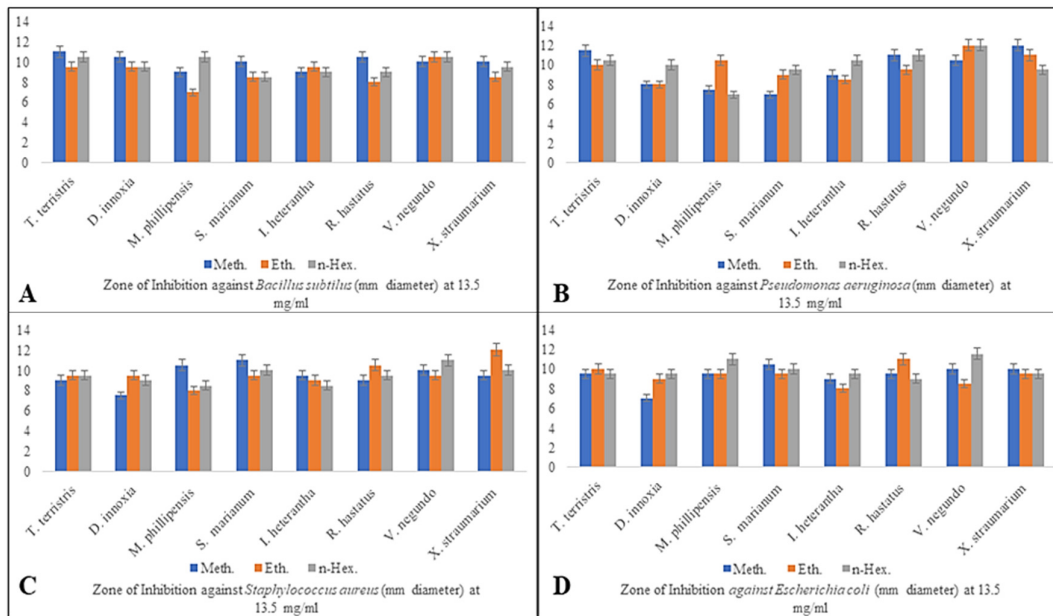 14
12
10
8
6
4
2
0
T. terristris
D. innoxia
M. phillipensis
S. marianum
I. heterantha
R. hastatus
V. negundo
X. straumarium
Meth. Eth. n-Hex.
A
Zone of Inhibition against Bacillus subtilus (mm diameter) at 13.5
mg/ml
14
12
10
8
6
4
2
0
T. terristris
D. innoxia
M. phillipensis
S. marianum
I. heterantha
R. hastatus
V. negundo
X. straumarium
Meth. Eth. n-Hex.
B
Zone of Inhibition against Pseudomonas aeruginosa (mm diameter) at
13.5 mg/ml
14
12
10
8
6
4
2
0
T. terristris
D. innoxia
M. phillipensis
S. marianum
I. heterantha
R. hastatus
V. negundo
X. straumarium
Meth. Eth. n-Hex.
C
Zone of Inhibition against Staphylococcus aureus (mm diameter) at
13.5 mg/ml
14
12
10
8
6
4
2
0
T. terristris
D. innoxia
M. phillipensis
S. marianum
I. heterantha
R. hastatus
V. negundo
X. straumarium
Meth. Eth. n-Hex.
D
Zone of Inhibition against Escherichia coli (mm diameter) at 13.5
mg/ml